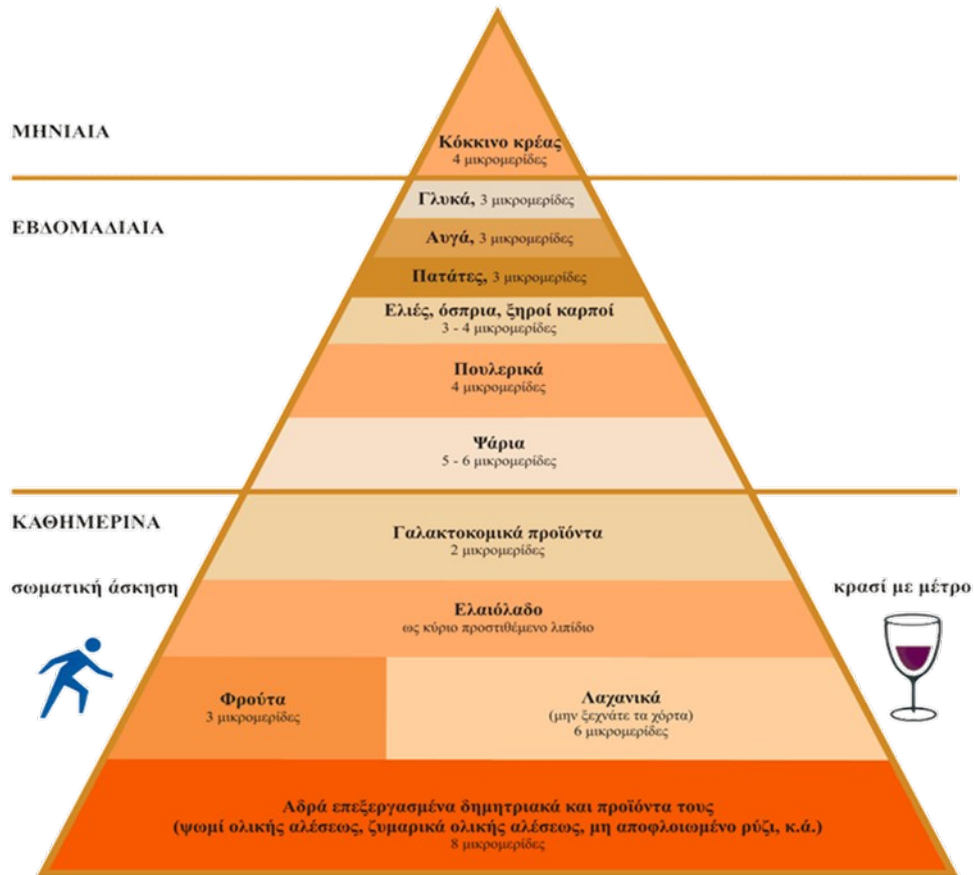 ΜΗΝΙΑΙΑ
Κόκκινο κρέας
4 μικρομερίδες
ΕΒΔΟΜΑΔΙΑΙΑ
Γλυκά, 3 μικρομερίδες
Αυγά, 3 μικρομερίδες
Πατάτες, 3 μικρομερίδες
Ελιές, όσπρια, ξηροί καρποί
3 - 4 μικρομερίδες
Πουλερικά
4 μικρομερίδες
Ψάρια
5 - 6 μικρομερίδες
ΚΑΘΗΜΕΡΙΝΑ
Γαλακτοκομικά προϊόντα
2 μικρομερίδες
σωματική άσκηση
κρασί με μέτρο
Ελαιόλαδο
ως κύριο προστιθέμενο λιπίδιο
Φρούτα
3 μικρομερίδες
Λαχανικά
(μην ξεχνάτε τα χόρτα)
6 μικρομερίδες
Αδρά επεξεργασμένα δημητριακά και προϊόντα τους
(ψωμί ολικής αλέσεως, ζυμαρικά ολικής αλέσεως, μη αποφλοιωμένο ρύζι, κ.ά.)
8 μικρομερίδες